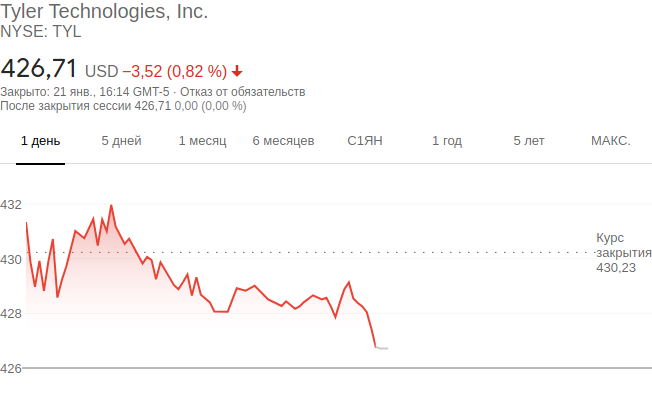 Tyler Technologies, Inc.
NYSE: TYL
426,71 USD −3,52 (0,82 %)
Закрыто: 21 янв., 16:14 GMT-5 · Отказ от обязательств
После закрытия сессии 426,71 0,00 (0,00 %)
1 день 5 дней 1 месяц 6 месяцев С1ЯН 1 год 5 лет МАКС.
432
Курс
закрытия
430,23
430
428
426